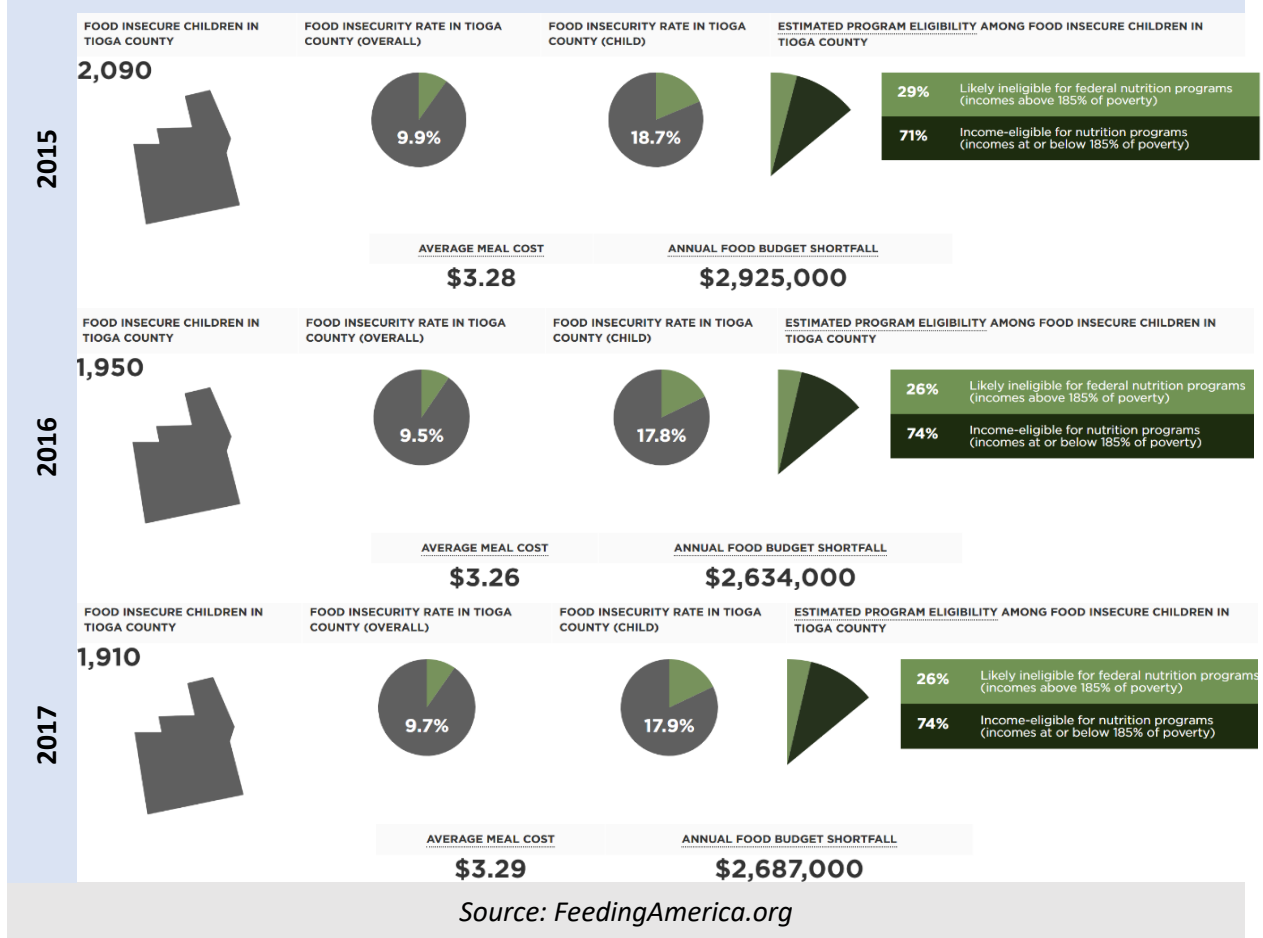 2015
FOOD INSECURE CHILDREN IN
TIOGA COUNTY
2,090
FOOD INSECURITY RATE IN TIOGA
COUNTY (OVERALL)
9.9%
FOOD INSECURITY RATE IN TIOGA
COUNTY (CHILD)
18.7%
ESTIMATED PROGRAM ELIGIBILITY AMONG FOOD INSECURE CHILDREN IN
TIOGA COUNTY
29% Likely ineligible for federal nutrition programs
(incomes above 185% of poverty)
71% Income-eligible for nutrition programs
(incomes at or below 185% of poverty)
AVERAGE MEAL COST
$3.28
ANNUAL FOOD BUDGET SHORTFALL
$2,925,000
2016
FOOD INSECURE CHILDREN IN
TIOGA COUNTY
1,950
FOOD INSECURITY RATE IN TIOGA
COUNTY (OVERALL)
9.5%
FOOD INSECURITY RATE IN TIOGA
COUNTY (CHILD)
17.8%
ESTIMATED PROGRAM ELIGIBILITY AMONG FOOD INSECURE CHILDREN IN
TIOGA COUNTY
26% Likely ineligible for federal nutrition programs
(incomes above 185% of poverty)
74% Income-eligible for nutrition programs
(incomes at or below 185% of poverty)
AVERAGE MEAL COST
$3.26
ANNUAL FOOD BUDGET SHORTFALL
$2,634,000
2017
FOOD INSECURE CHILDREN IN
TIOGA COUNTY
1,910
FOOD INSECURITY RATE IN TIOGA
COUNTY (OVERALL)
9.7%
FOOD INSECURITY RATE IN TIOGA
COUNTY (CHILD)
17.9%
ESTIMATED PROGRAM ELIGIBILITY AMONG FOOD INSECURE CHILDREN IN
TIOGA COUNTY
26% Likely ineligible for federal nutrition programs
(incomes above 185% of poverty)
74% Income-eligible for nutrition programs
(incomes at or below 185% of poverty)
AVERAGE MEAL COST
$3.29
ANNUAL FOOD BUDGET SHORTFALL
$2,687,000
Source: FeedingAmerica.org